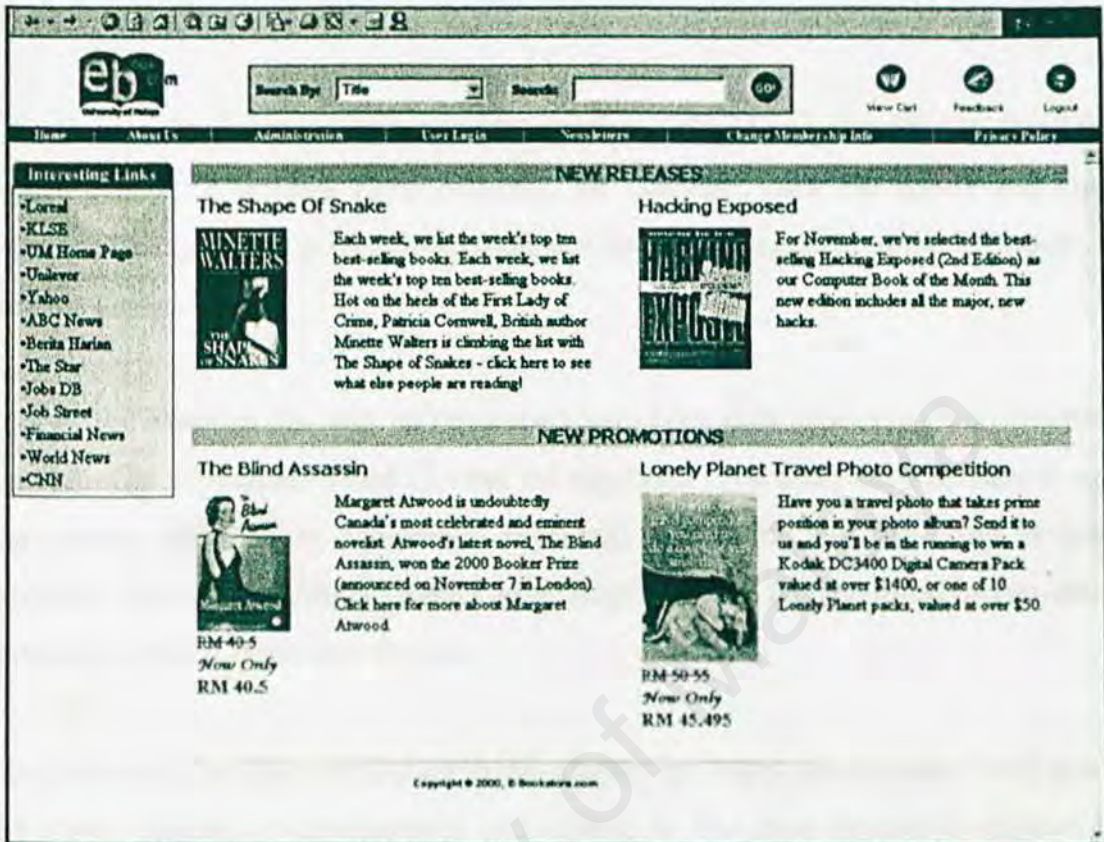 eb
University of Malaya
Search By: Title Search: GO!
View Cart Feedback Logout
Home About Us Administration User Login Newsletters Change Membership Info Privacy Policy
Interesting Links
•Loreal
•KLSE
•UM Home Page
•Unilever
•Yahoo
•ABC News
•Berita Harian
•The Star
•Jobs DB
•Job Street
•Financial News
•World News
•CNN
NEW RELEASES
The Shape Of Snake
MINETTE
WALTERS
THE
SHAPE
OF SNAKES
Each week, we list the week's top ten
best-selling books. Each week, we list
the week's top ten best-selling books.
Hot on the heels of the First Lady of
Crime, Patricia Cornwell, British author
Minette Walters is climbing the list with
The Shape of Snakes - click here to see
what else people are reading!
Hacking Exposed
HACKING
EXPOSED
For November, we've selected the best-
selling Hacking Exposed (2nd Edition) as
our Computer Book of the Month. This
new edition includes all the major, new
hacks.
NEW PROMOTIONS
The Blind Assassin
The
Blind
Assassin
Margaret Atwood
RM 40.5
Now Only
RM 40.5
Margaret Atwood is undoubtedly
Canada's most celebrated and eminent
novelist. Atwood's latest novel, The Blind
Assassin, won the 2000 Booker Prize
(announced on November 7 in London).
Click here for more about Margaret
Atwood.
Lonely Planet Travel Photo Competition
RM 50.55
Now Only
RM 45.495
Have you a travel photo that takes prime
position in your photo album? Send it to
us and you'll be in the running to win a
Kodak DC3400 Digital Camera Pack
valued at over $1400, or one of 10
Lonely Planet packs, valued at over $50.
Copyright © 2000, E-Bookstore.com